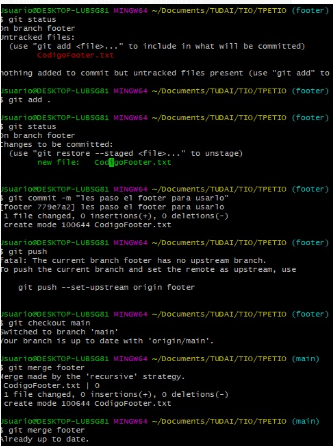 Usuario@DESKTOP-LUBSG81 MINGW64 ~/Documents/TUDAI/TIO/TPETIO (footer)
$ git status
On branch footer
Untracked files:
(use "git add <file>..." to include in what will be committed)
CodigoFooter.txt
nothing added to commit but untracked files present (use "git add" to
Usuario@DESKTOP-LUBSG81 MINGW64 ~/Documents/TUDAI/TIO/TPETIO (footer)
$ git add .
Usuario@DESKTOP-LUBSG81 MINGW64 ~/Documents/TUDAI/TIO/TPETIO (footer)
$ git status
On branch footer
Changes to be committed:
(use "git restore --staged <file>..." to unstage)
new file: CodigoFooter.txt
Usuario@DESKTOP-LUBSG81 MINGW64 ~/Documents/TUDAI/TIO/TPETIO (footer)
$ git commit -m "les paso el footer para usarlo"
[footer 779e7a2] les paso el footer para usarlo
1 file changed, 0 insertions(+), 0 deletions(-)
create mode 100644 CodigoFooter.txt
Usuario@DESKTOP-LUBSG81 MINGW64 ~/Documents/TUDAI/TIO/TPETIO (footer)
$ git push
fatal: The current branch footer has no upstream branch.
To push the current branch and set the remote as upstream, use
git push --set-upstream origin footer
Usuario@DESKTOP-LUBSG81 MINGW64 ~/Documents/TUDAI/TIO/TPETIO (footer)
$ git checkout main
Switched to branch 'main'
Your branch is up to date with 'origin/main'.
Usuario@DESKTOP-LUBSG81 MINGW64 ~/Documents/TUDAI/TIO/TPETIO (main)
$ git merge footer
Merge made by the 'recursive' strategy.
CodigoFooter.txt | 0
1 file changed, 0 insertions(+), 0 deletions(-)
create mode 100644 CodigoFooter.txt
Usuario@DESKTOP-LUBSG81 MINGW64 ~/Documents/TUDAI/TIO/TPETIO (main)
$ git merge footer
Already up to date.